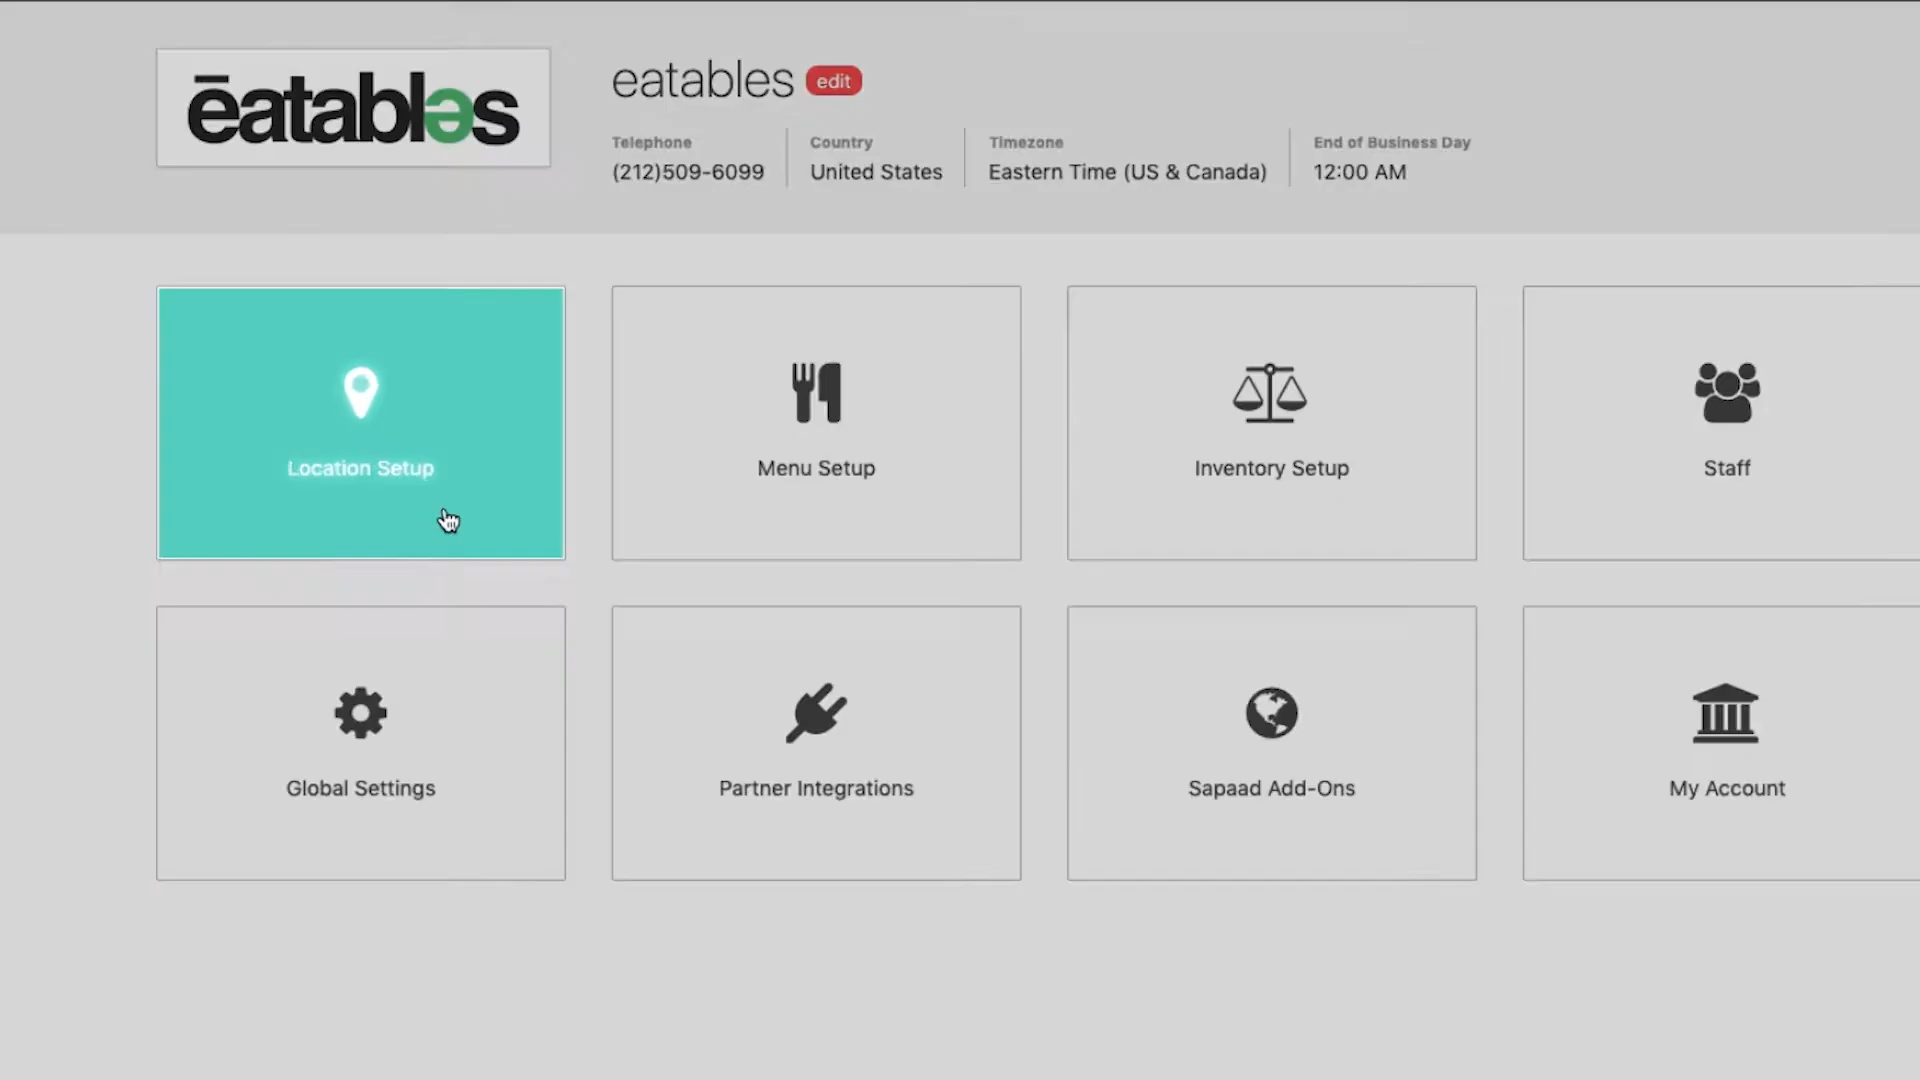 ēatabləs
eatables edit
Telephone Country Timezone End of Business Day
(212)509-6099 United States Eastern Time (US & Canada) 12:00 AM
Location Setup Menu Setup Inventory Setup Staff
Global Settings Partner Integrations Sapaad Add-Ons My Account